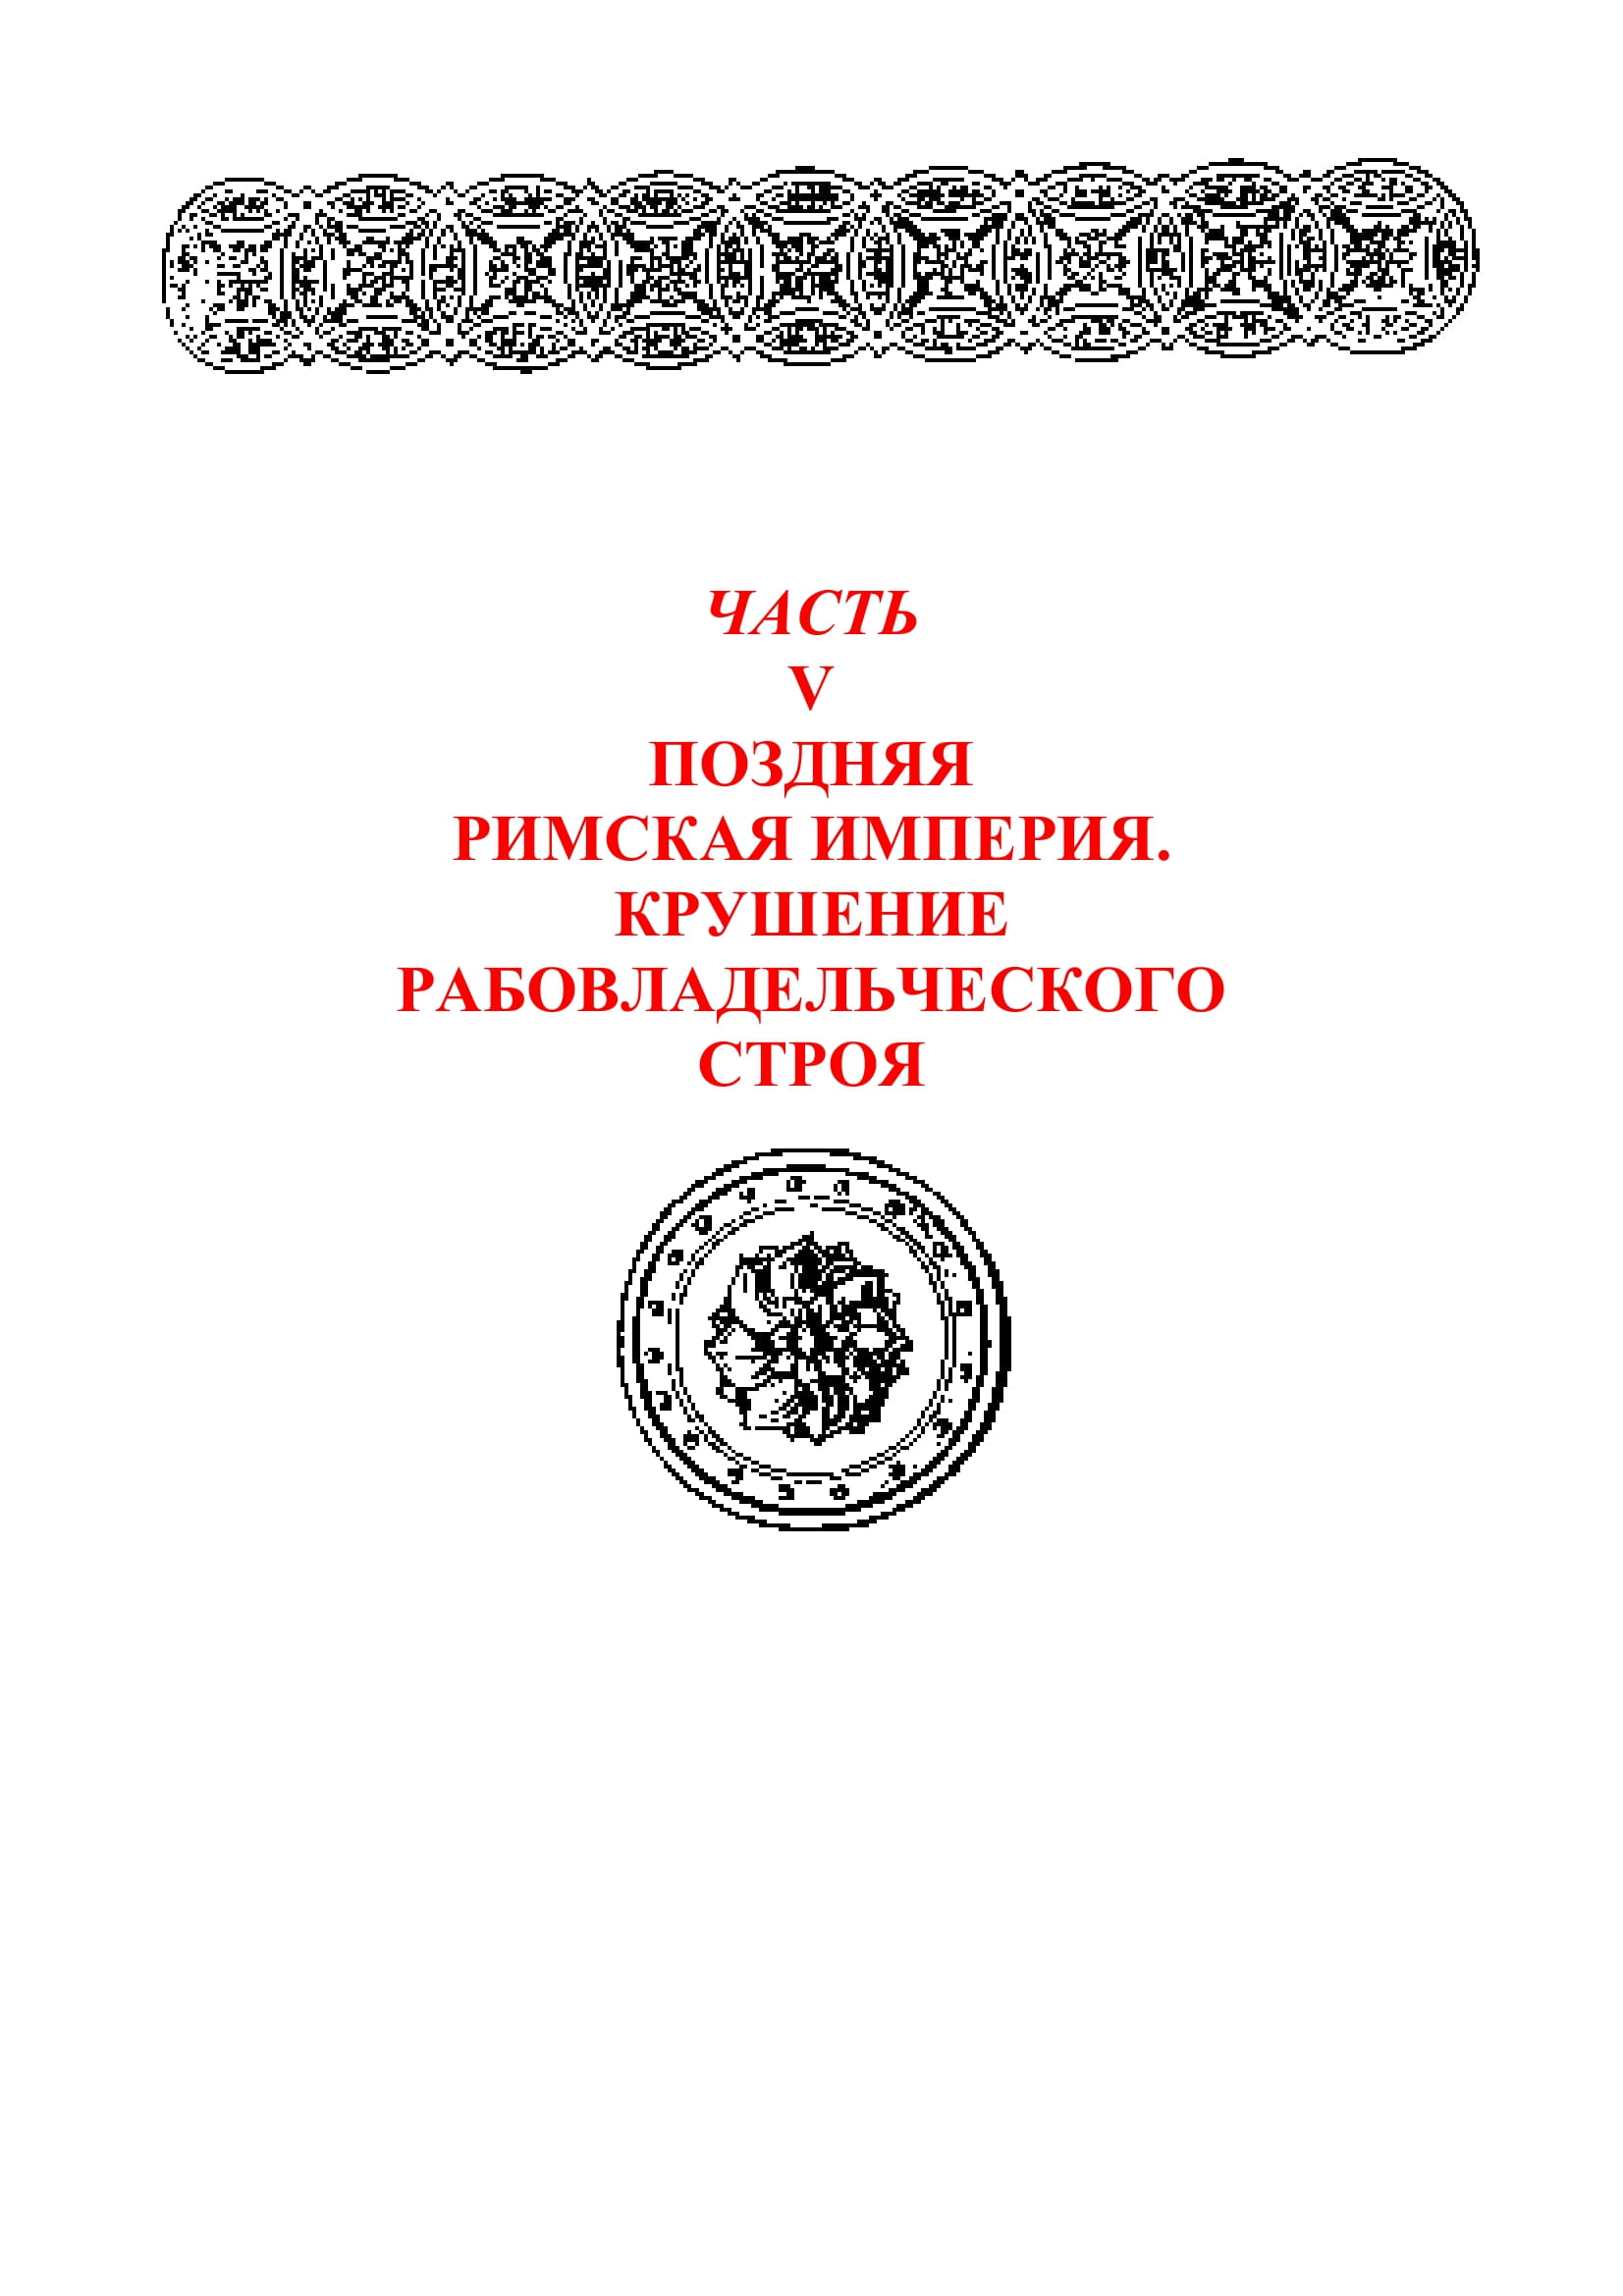 ЧАСТЬ
V
ПОЗДНЯЯ
РИМСКАЯ ИМПЕРИЯ.
КРУШЕНИЕ
РАБОВЛАДЕЛЬЧЕСКОГО
СТРОЯ